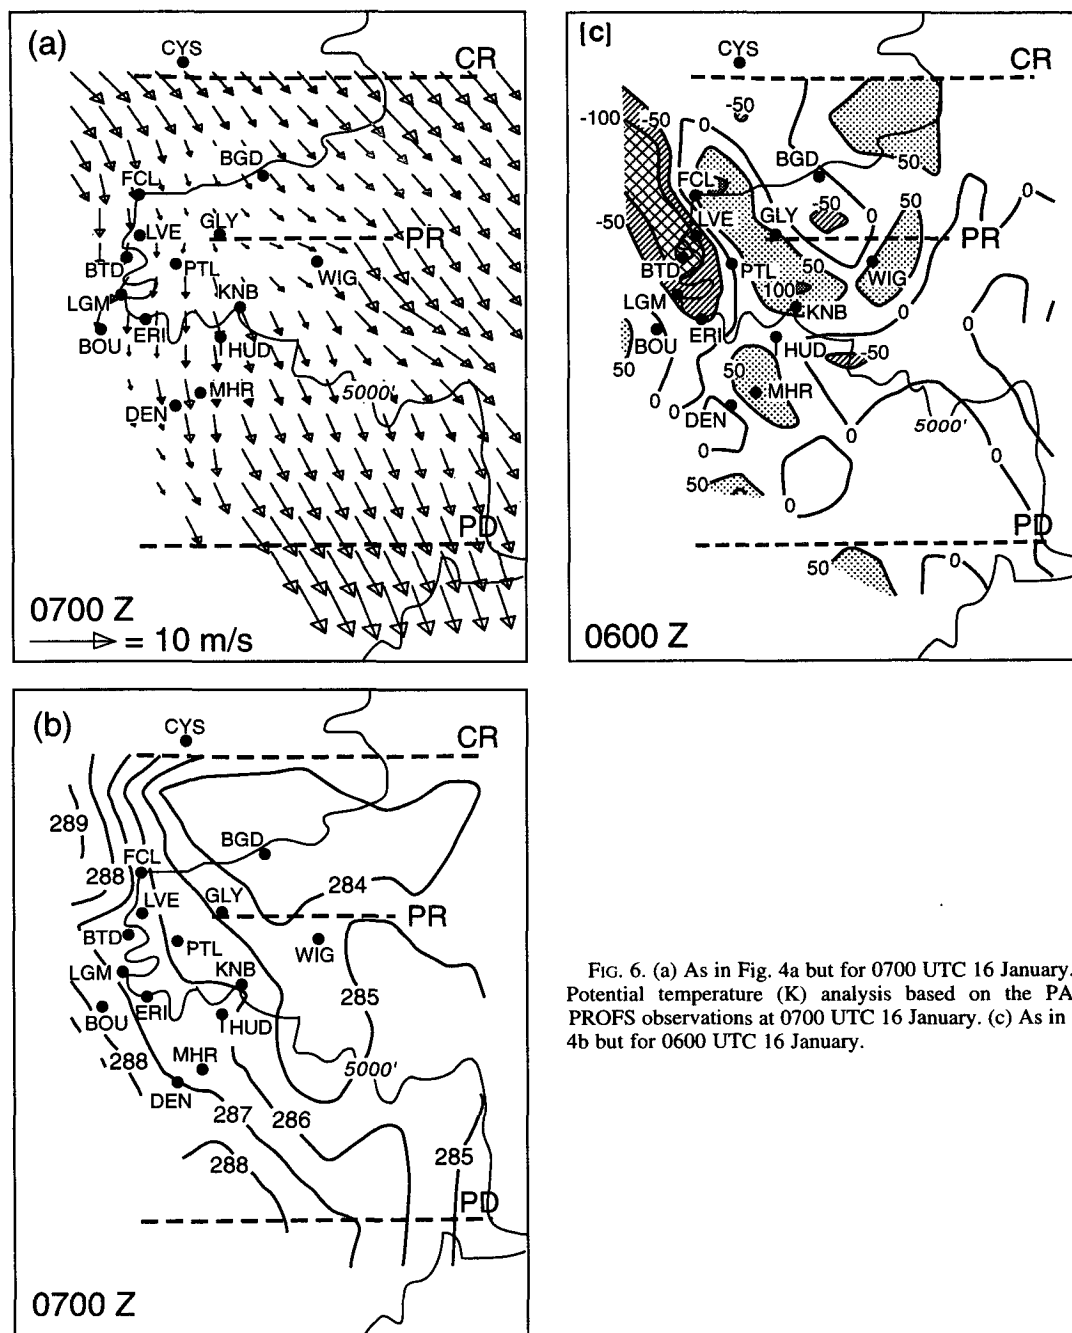 (a)
CYS
CR
BGD
FCL
LVE
GLY
PR
BTD
PTL
WIG
LGM
KNB
BOU
ERI
HUD
MHR
5000'
DEN
PD
0700 Z
= 10 m/s
[c]
CYS
CR
-100
-50
-50
0
BGD
50
FCL
-50
0
50
0
0
-50
LVE
GLY
PR
BTD
PTL
50
WIG
LGM
100
KNB
0
BOU
ERI
HUD
50
-50
50
MHR
0
0
DEN
5000'
0
0
0
50
0
PD
50
0
0600 Z
(b)
CYS
CR
289
BGD
FCL
288
284
LVE
GLY
PR
BTD
PTL
WIG
LGM
KNB
285
BOU
ERI
HUD
288
MHR
5000'
DEN
287
286
288
285
PD
0700 Z
FIG. 6. (a) As in Fig. 4a but for 0700 UTC 16 January.
Potential temperature (K) analysis based on the PA
PROFS observations at 0700 UTC 16 January. (c) As in
4b but for 0600 UTC 16 January.